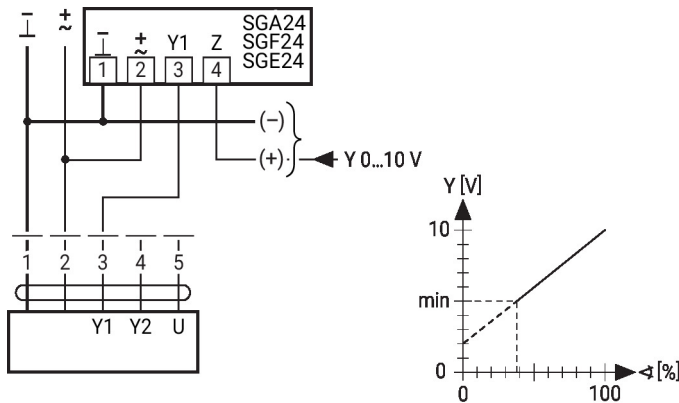 – ⊥ + ~
SGA24
SGF24
SGE24
– ⊥ + ~ Y1 Z
1 2 3 4
(–)
(+) Y 0...10 V
1 2 3 4 5
Y1 Y2 U
Y [V]
10
min
0
0 100 ∢ [%]